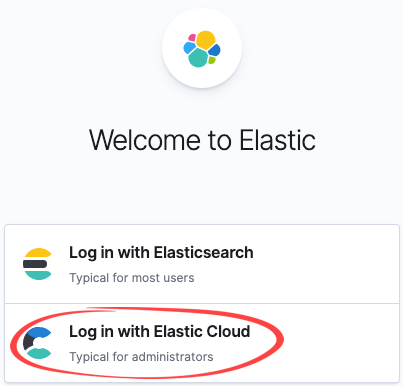 Welcome to Elastic
Log in with Elasticsearch
Typical for most users
Log in with Elastic Cloud
Typical for administrators